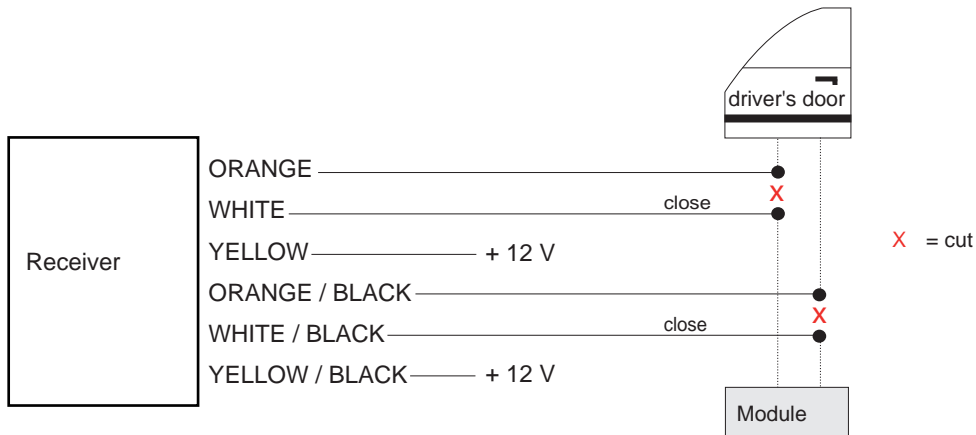 driver's door
ORANGE
WHITE close
YELLOW + 12 V
X = cut
Receiver
ORANGE / BLACK
X
WHITE / BLACK close
YELLOW / BLACK + 12 V
X
Module